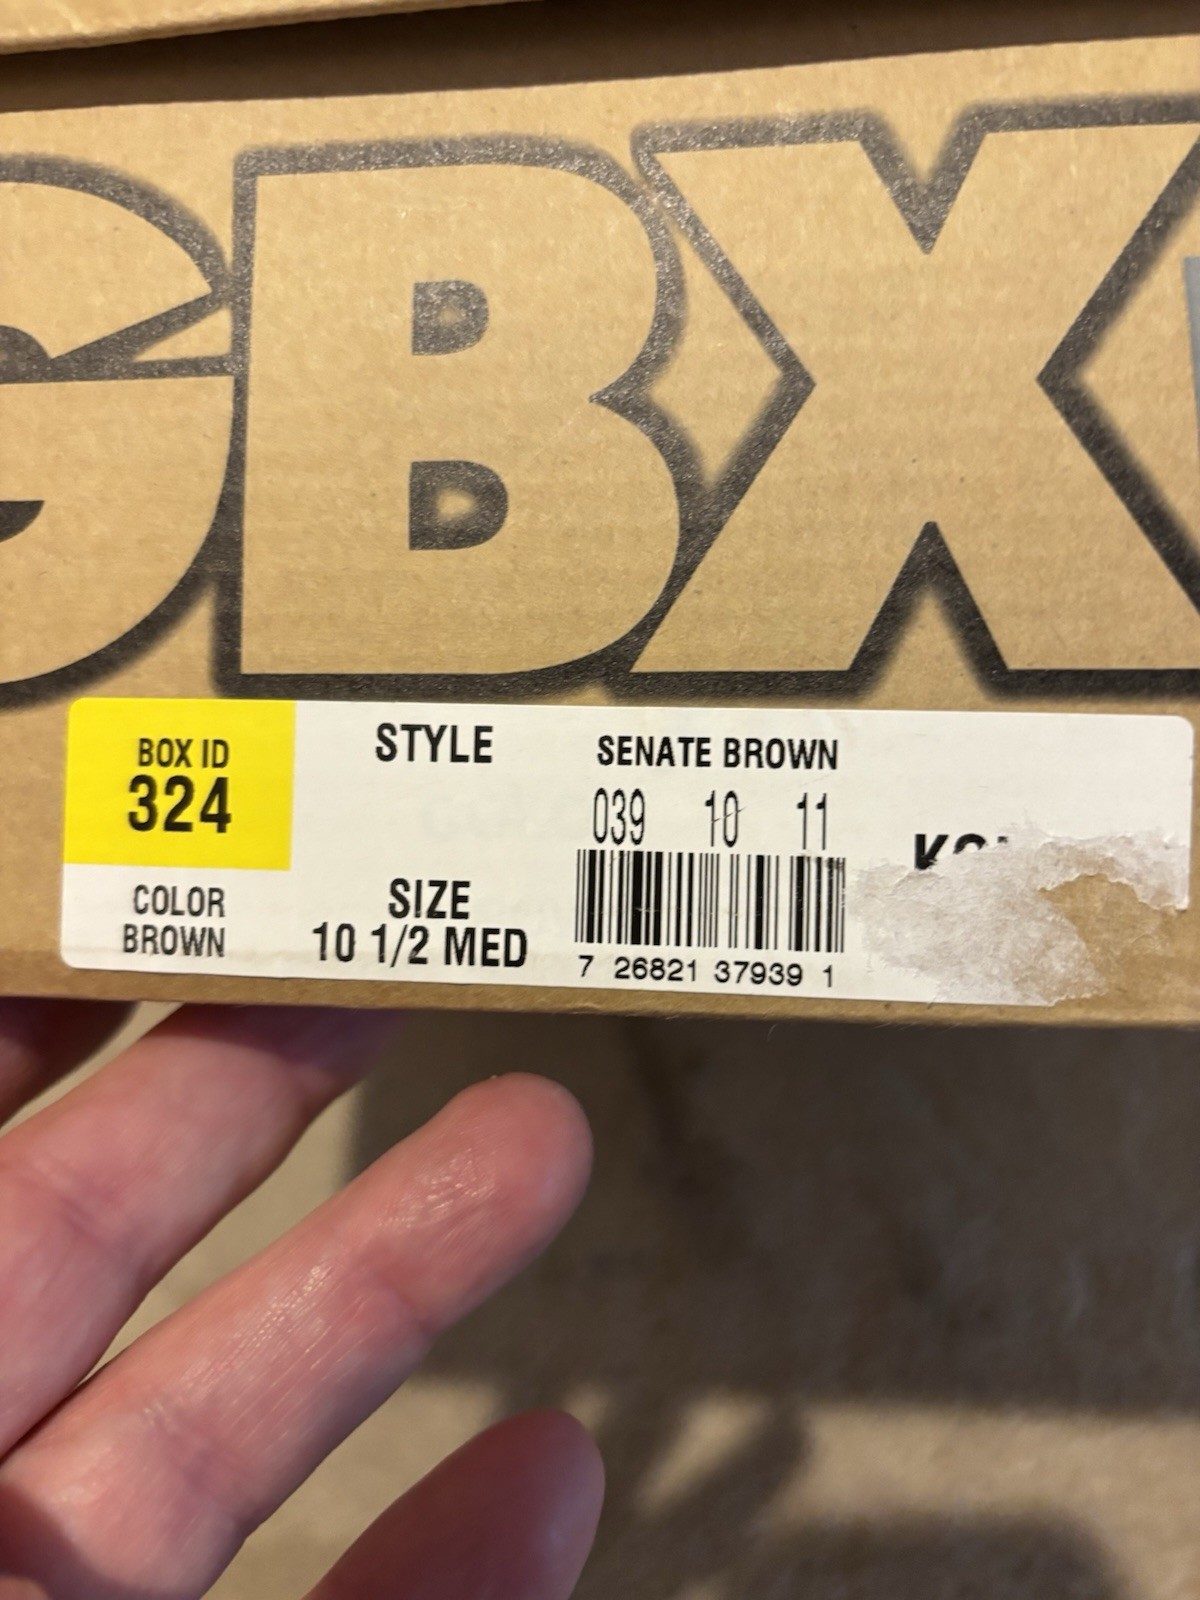 GBX
BOX ID
324
STYLE
SENATE BROWN
039 10 11
COLOR
BROWN
SIZE
10 1/2 MED
7 26821 37939 1